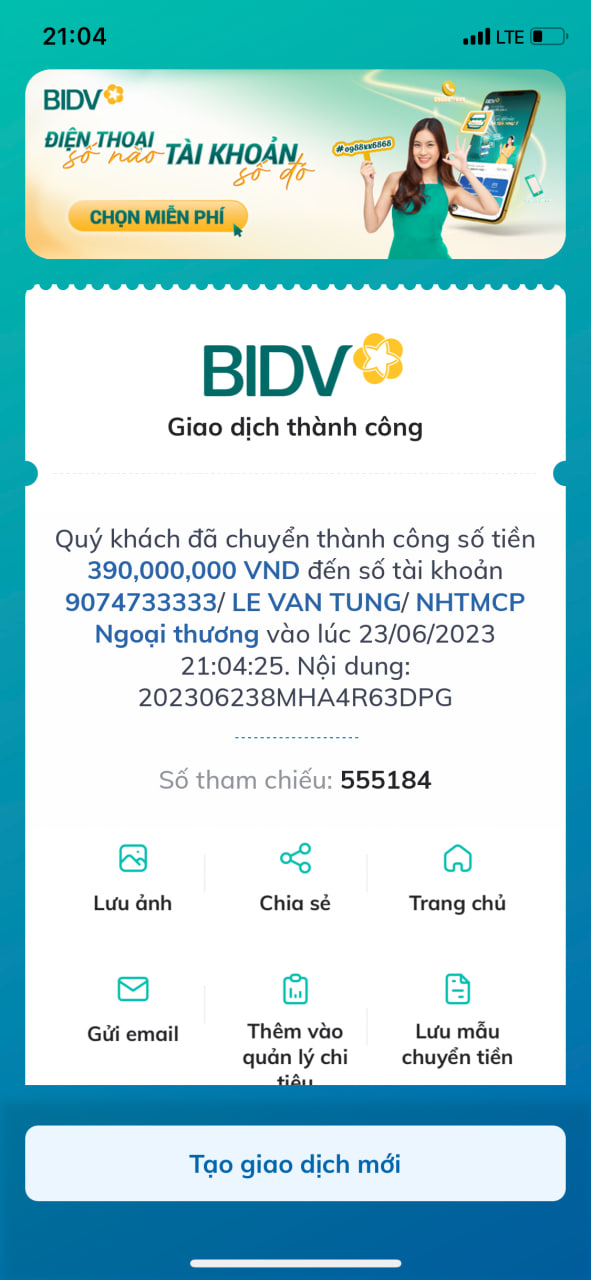 21:04
LTE
BIDV
ĐIỆN THOẠI
số nào TÀI KHOẢN
số đó
#0988xx6868
CHỌN MIỄN PHÍ
BIDV
Giao dịch thành công
Quý khách đã chuyển thành công số tiền
390,000,000 VND đến số tài khoản
9074733333/ LE VAN TUNG/ NHTMCP
Ngoại thương vào lúc 23/06/2023
21:04:25. Nội dung:
202306238MHA4R63DPG
Số tham chiếu: 555184
Lưu ảnh
Chia sẻ
Trang chủ
Gửi email
Thêm vào
quản lý chi
tiêu
Lưu mẫu
chuyển tiền
Tạo giao dịch mới